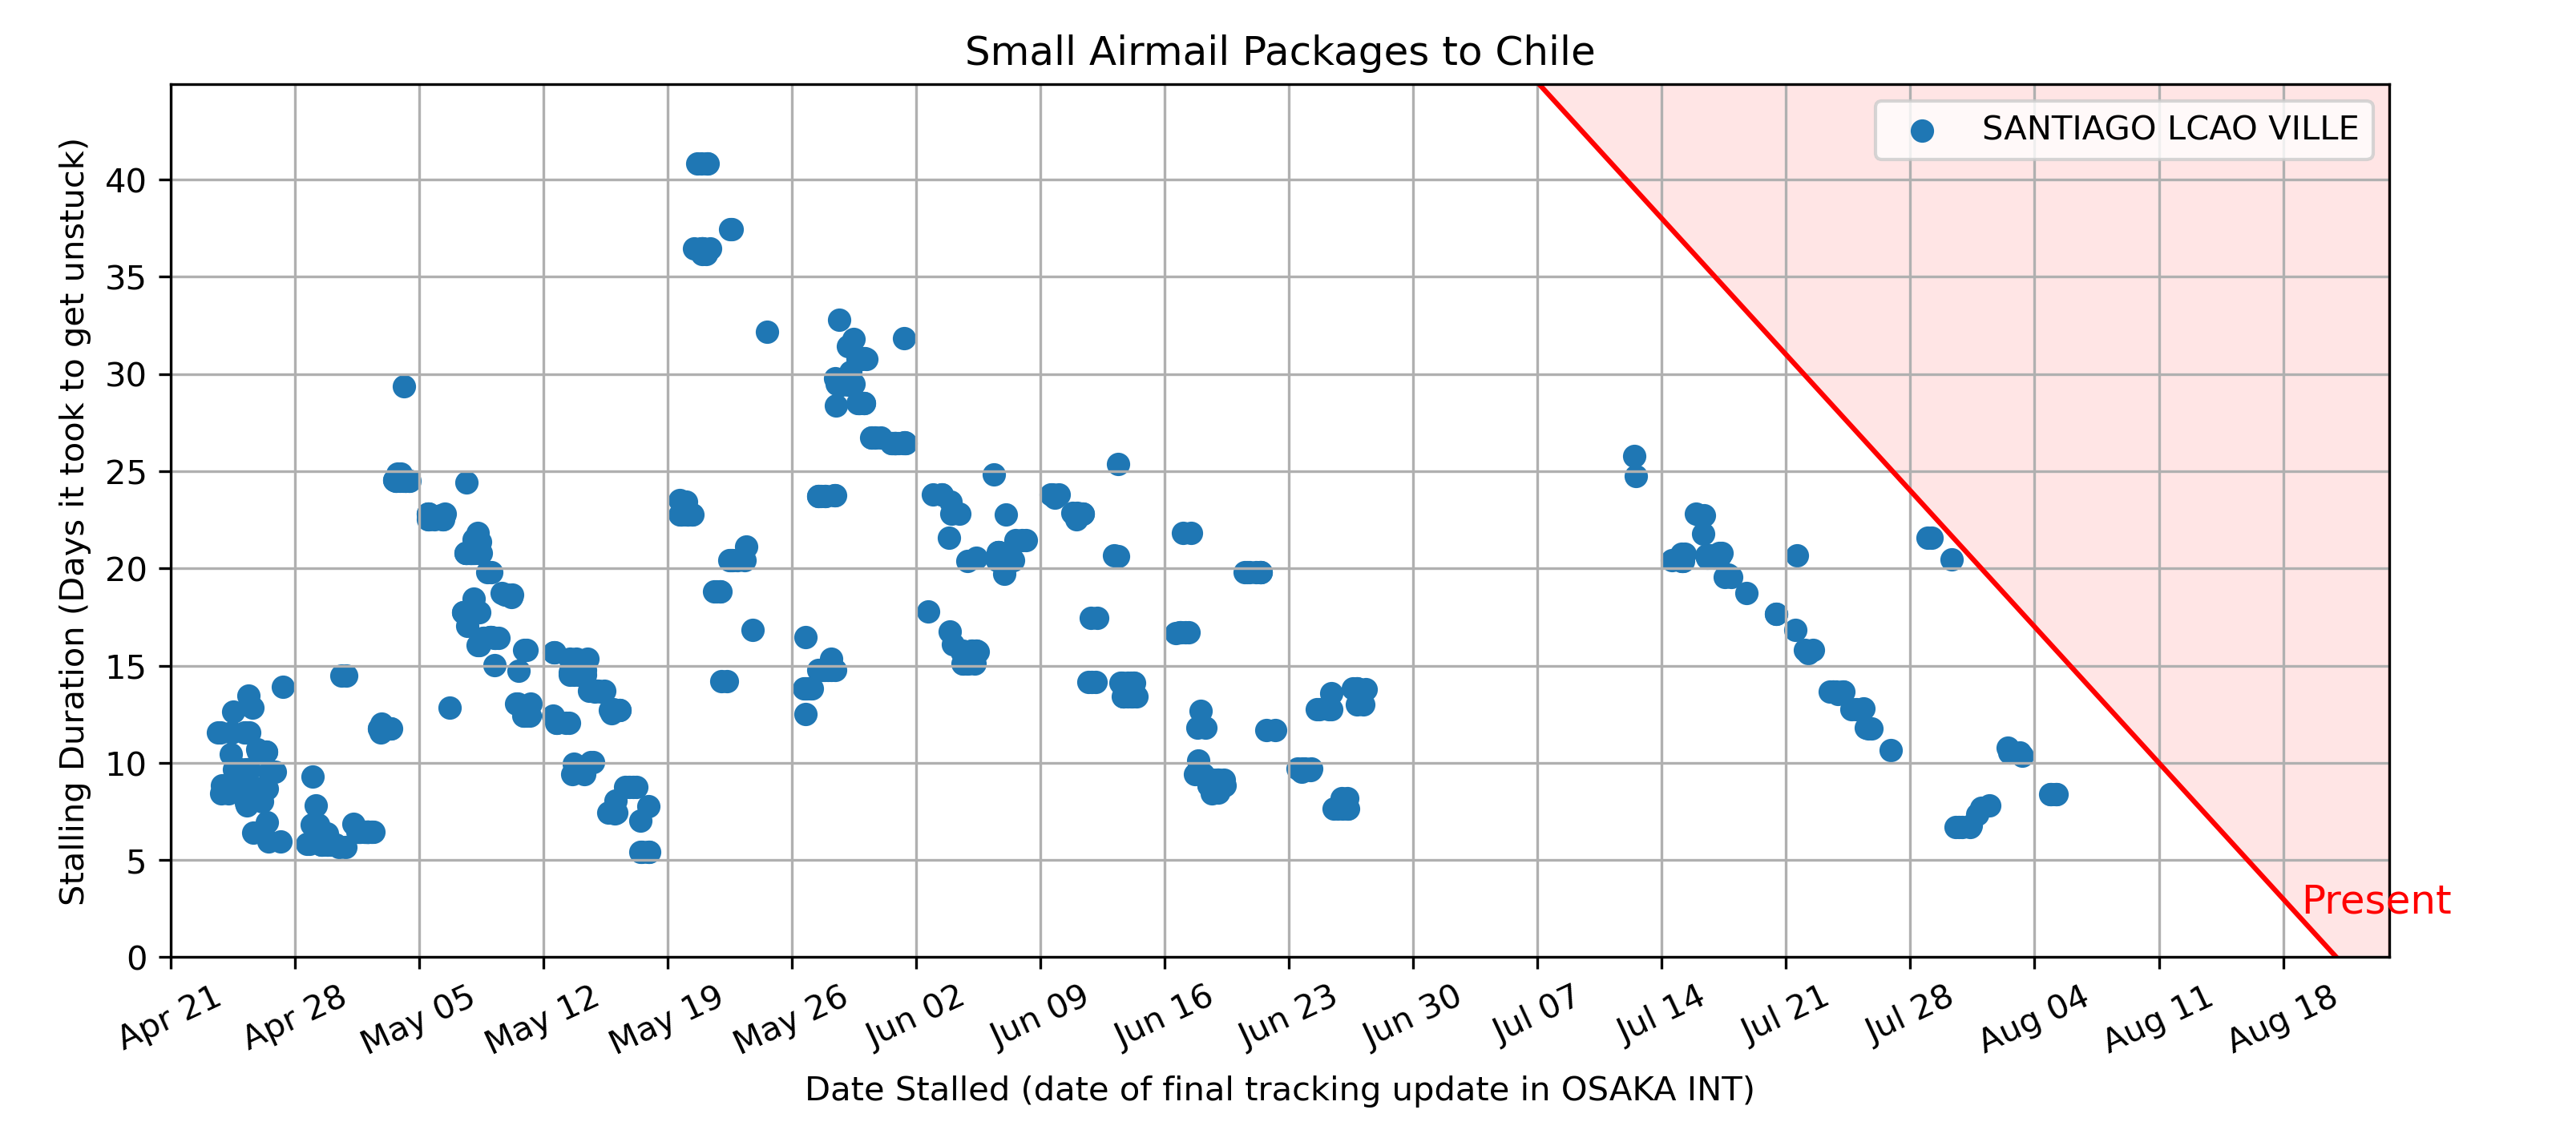 Small Airmail Packages to Chile
SANTIAGO LCAO VILLE
Stalling Duration (Days it took to get unstuck)
40
35
30
25
20
15
10
5
0
Present
Apr 21
Apr 28
May 05
May 12
May 19
May 26
Jun 02
Jun 09
Jun 16
Jun 23
Jun 30
Jul 07
Jul 14
Jul 21
Jul 28
Aug 04
Aug 11
Aug 18
Date Stalled (date of final tracking update in OSAKA INT)